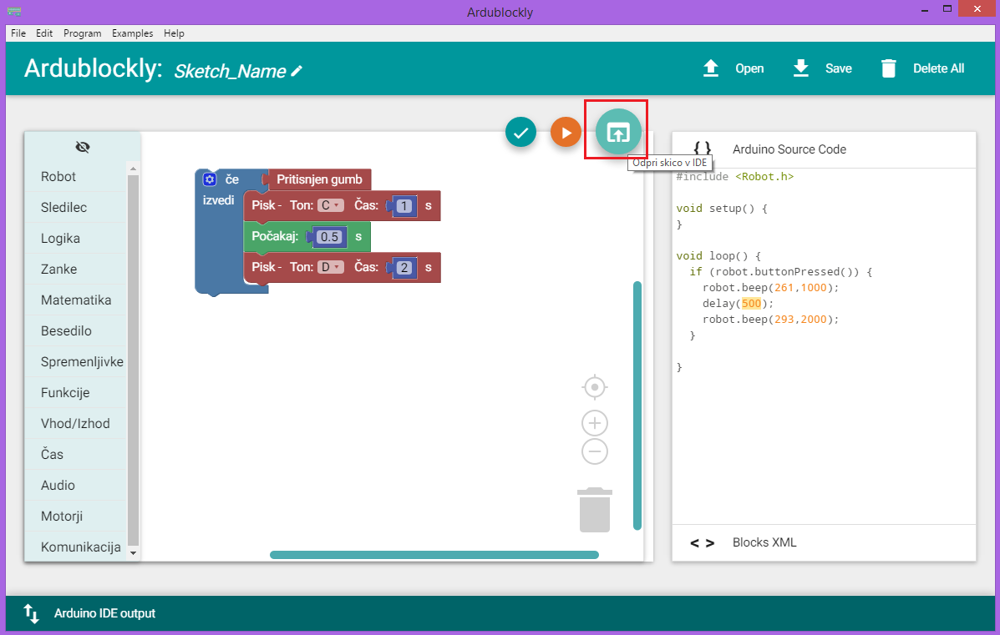 Ardublockly
File Edit Program Examples Help
Ardublockly: Sketch_Name
Open Save Delete All
Odpri skico v IDE
Robot
Sledilec
Logika
Zanke
Matematika
Besedilo
Spremenljivke
Funkcije
Vhod/Izhod
Čas
Audio
Motorji
Komunikacija
če Pritisnjen gumb
izvedi Pisk - Ton: C Čas: 1 s
Počakaj: 0.5 s
Pisk - Ton: D Čas: 2 s
{ } Arduino Source Code
#include <Robot.h>
void setup() {
}
void loop() {
if (robot.buttonPressed()) {
robot.beep(261,1000);
delay(500);
robot.beep(293,2000);
}
}
< > Blocks XML
Arduino IDE output